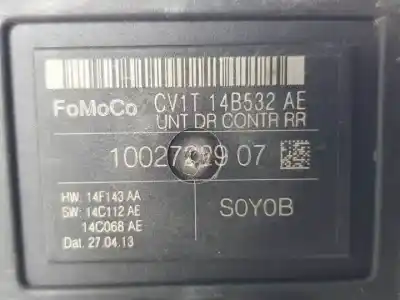 FoMoCo CV1T 14B532 AE
UNT DR CONTR RR
07
HW: 14F143 AA
SW: 14C112 AE
14C068 AE
Dat. 27.04.13
S0Y0B